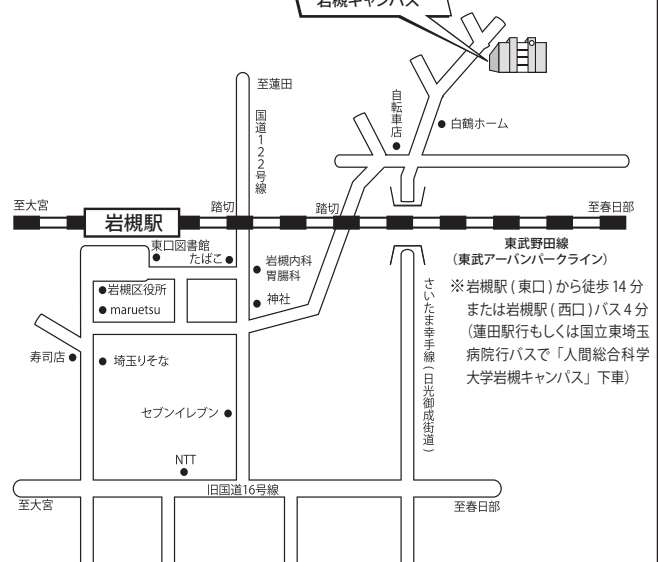 岩槻キャンパス
至蓮田
国道122号線
自転車店
白鶴ホーム
至大宮
岩槻駅
踏切
踏切
至春日部
東武野田線
(東武アーバンパークライン)
東口図書館
たばこ
岩槻内科
胃腸科
岩槻区役所
maruetsu
神社
※岩槻駅(東口)から徒歩14分
または岩槻駅(西口)バス4分
(蓮田駅行もしくは国立東埼玉
病院行バスで「人間総合科学
大学岩槻キャンパス」下車)
さいたま幸手線(日光御成街道)
寿司店
埼玉りそな
セブンイレブン
NTT
旧国道16号線
至大宮
至春日部